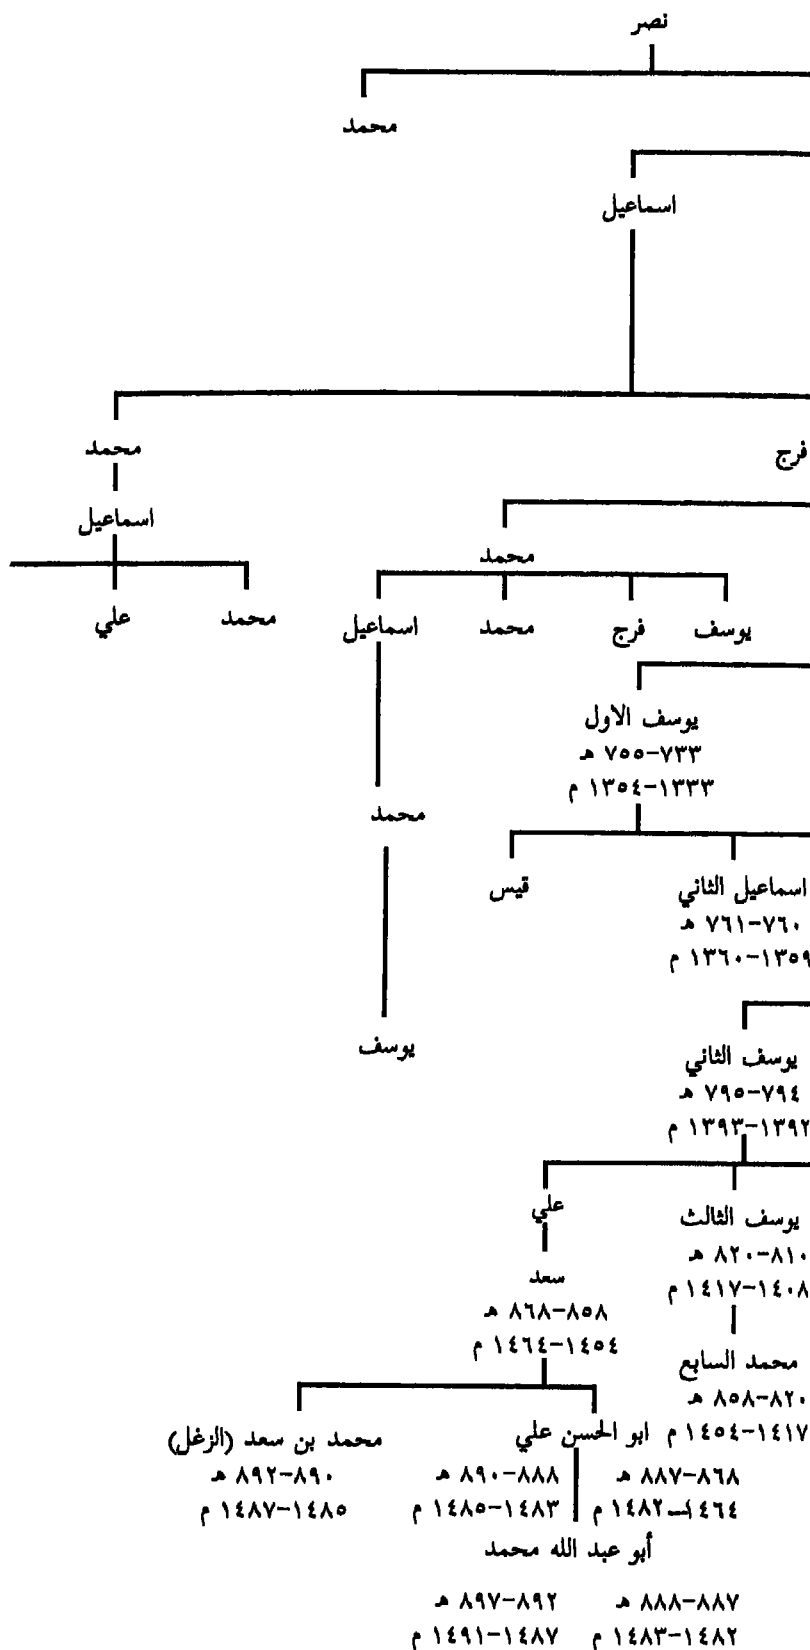 نصر
محمد
اسماعيل
محمد
فرج
اسماعيل
محمد
علي
محمد
اسماعيل
محمد
فرج
يوسف
يوسف الاول
٧٣٣-٧٥٥ هـ
١٣٣٣-١٣٥٤ م
محمد
قيس
اسماعيل الثاني
٧٦٠-٧٦١ هـ
١٣٥٩-١٣٦٠ م
يوسف
يوسف الثاني
٧٩٤-٧٩٥ هـ
١٣٩٢-١٣٩٣ م
علي
يوسف الثالث
٨١٠-٨٢٠ هـ
١٤٠٨-١٤١٧ م
سعد
٨٥٨-٨٦٨ هـ
١٤٥٤-١٤٦٤ م
محمد السابع
٨٢٠-٨٥٨ هـ
١٤١٧-١٤٥٤ م
ابو الحسن علي
محمد بن سعد (الزغل)
٨٦٨-٨٨٧ هـ
٨٨٨-٨٩٠ هـ
٨٩٠-٨٩٢ هـ
١٤٦٤-١٤٨٢ م
١٤٨٣-١٤٨٥ م
١٤٨٥-١٤٨٧ م
أبو عبد الله محمد
٨٨٧-٨٨٨ هـ
٨٩٢-٨٩٧ هـ
١٤٨٢-١٤٨٣ م
١٤٨٧-١٤٩١ م